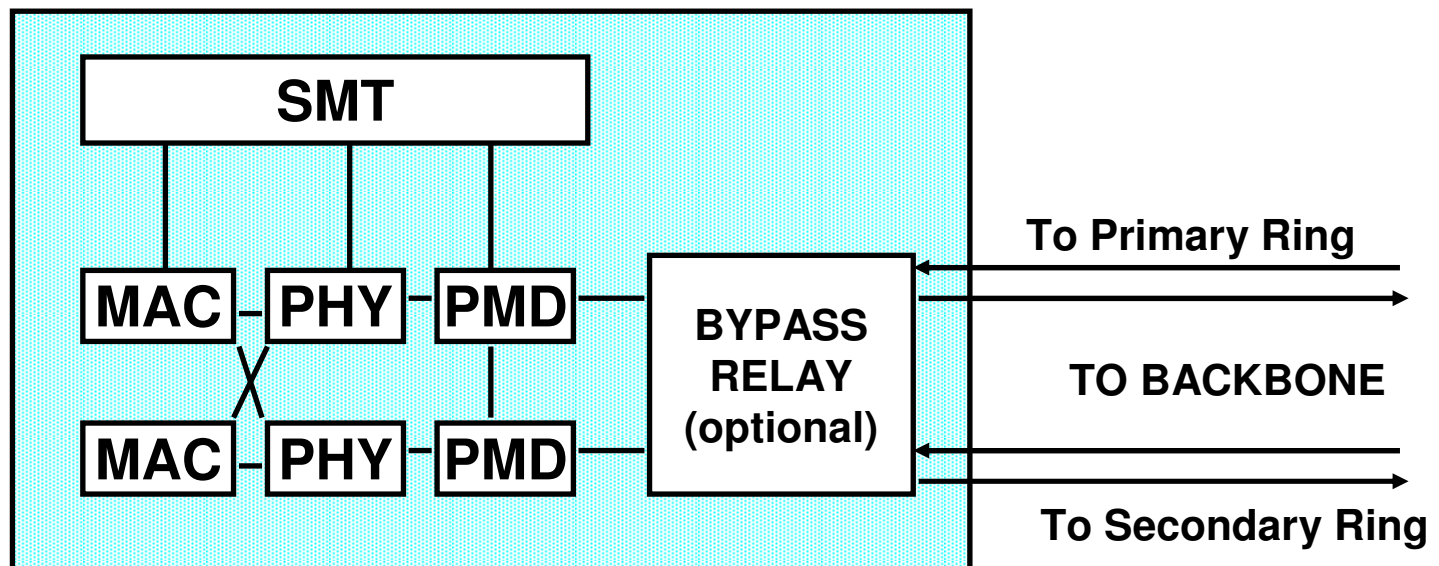 SMT
To Primary Ring
MAC PHY PMD
BYPASS
RELAY
(optional)
TO BACKBONE
MAC PHY PMD
To Secondary Ring